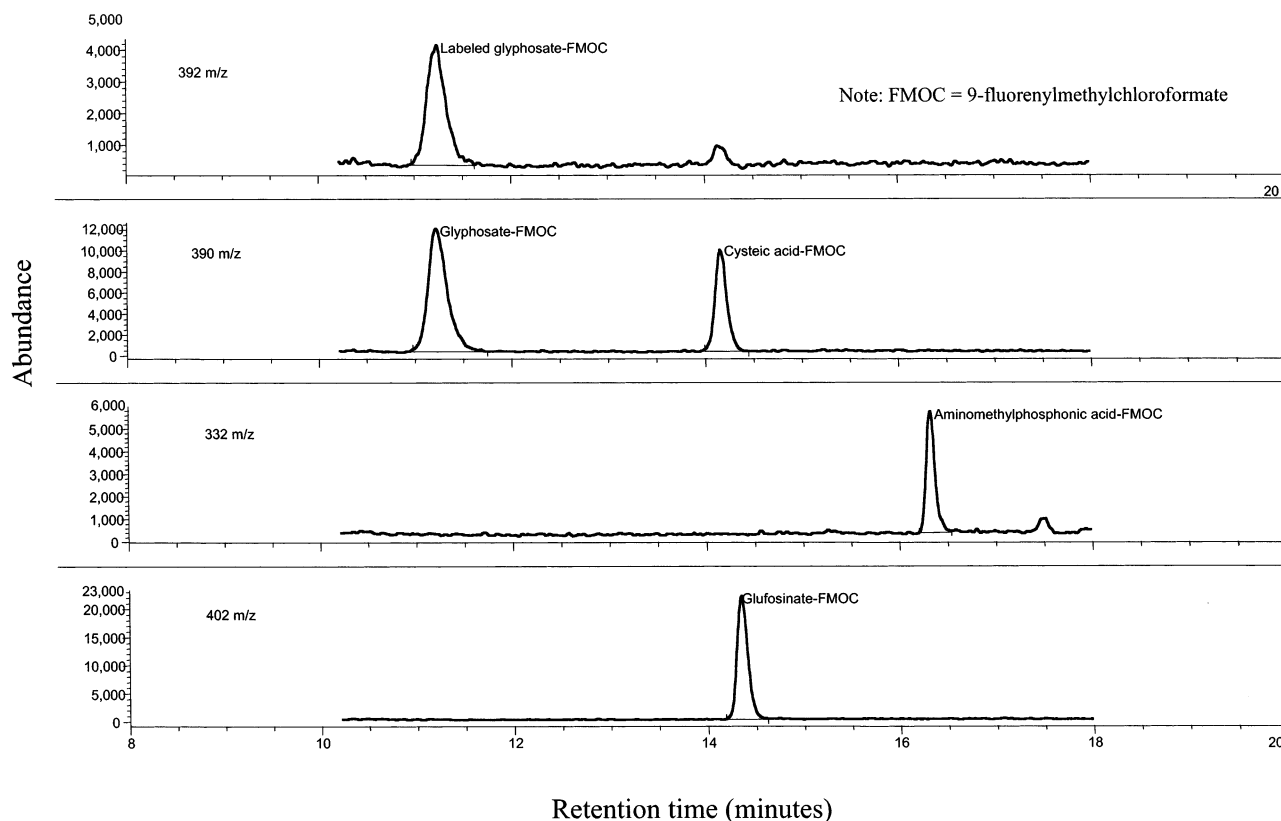 5,000
4,000
3,000
2,000
1,000
392 m/z
Labeled glyphosate-FMOC
Note: FMOC = 9-fluorenylmethylchloroformate
20
12,000
10,000
8,000
6,000
4,000
2,000
0
390 m/z
Glyphosate-FMOC
Cysteic acid-FMOC
Abundance
6,000
5,000
4,000
3,000
2,000
1,000
0
332 m/z
Aminomethylphosphonic acid-FMOC
23,000
20,000
15,000
10,000
5,000
0
402 m/z
Glufosinate-FMOC
8 10 12 14 16 18 20
Retention time (minutes)